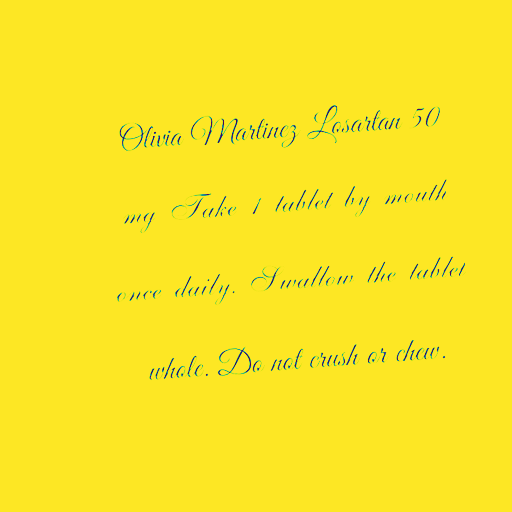 Olivia Martinez Losartan 50
mg Take 1 tablet by mouth
once daily. Swallow the tablet
whole. Do not crush or chew.